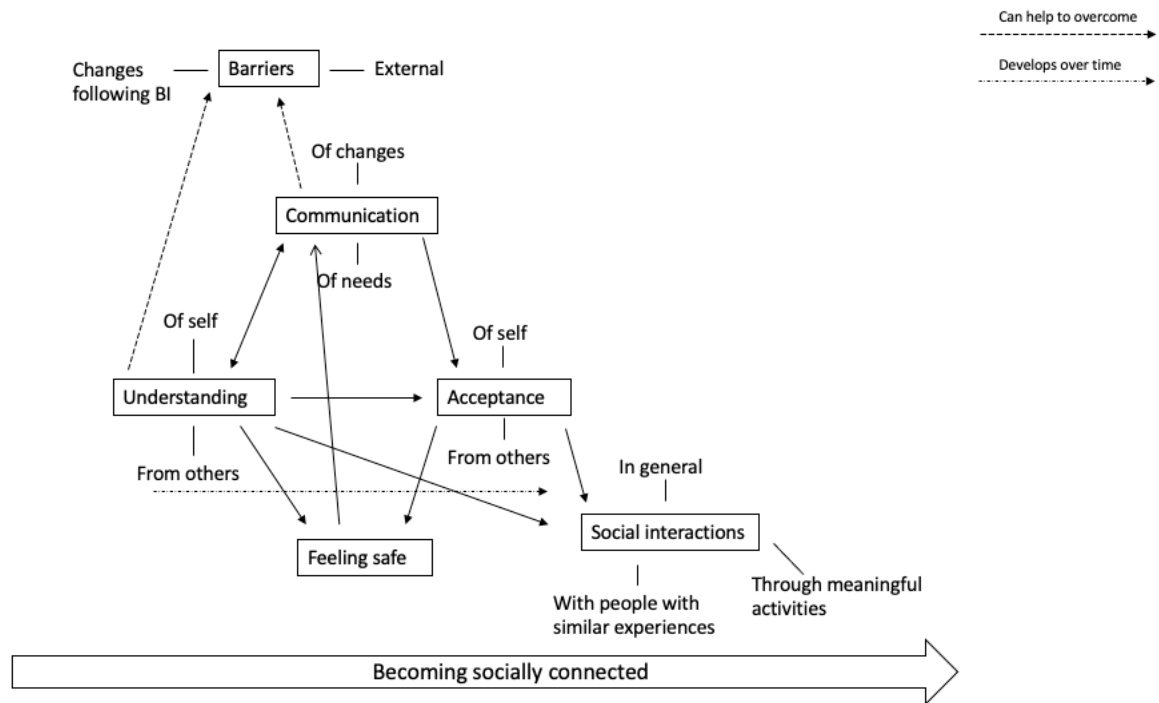 Can help to overcome
Develops over time
Changes
following BI
Barriers
External
Of changes
Communication
Of needs
Of self
Of self
Understanding
Acceptance
From others
From others
In general
Social interactions
Feeling safe
Through meaningful
activities
With people with
similar experiences
Becoming socially connected